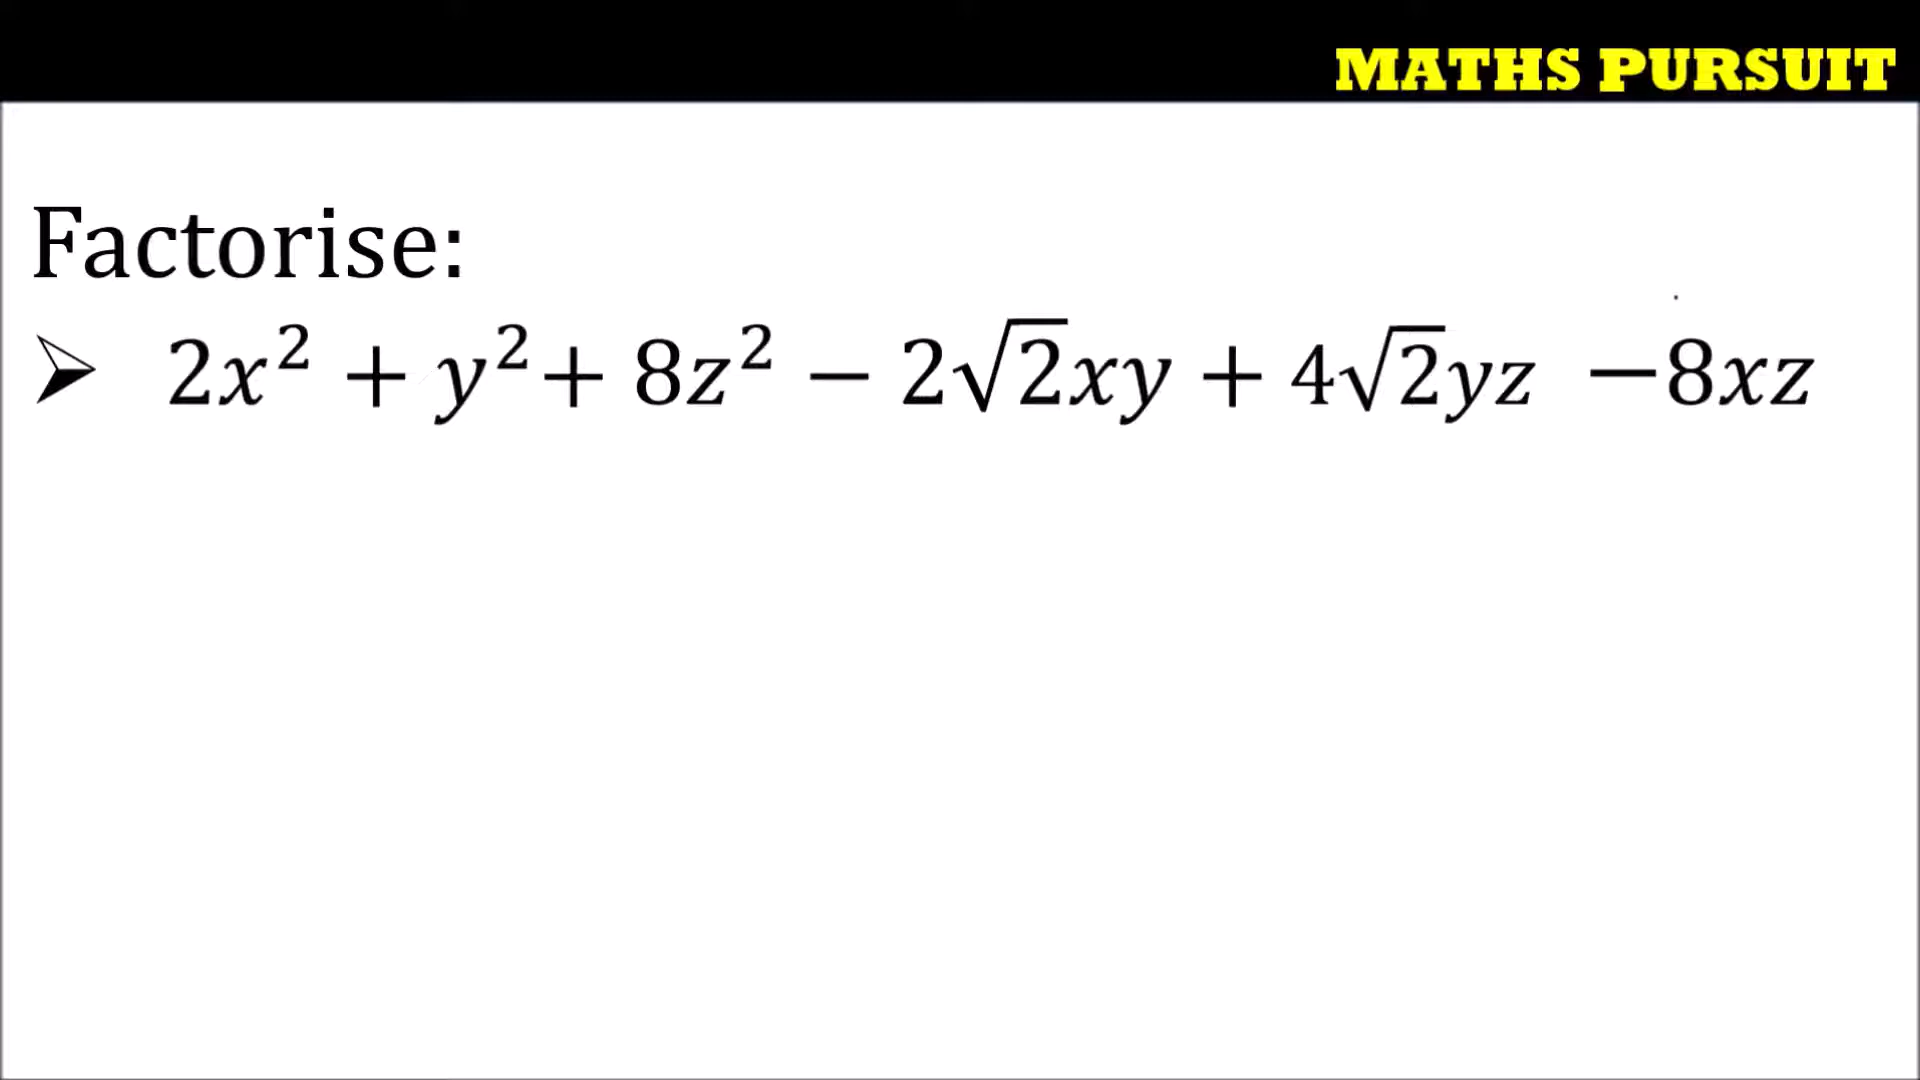 MATHS PURSUIT
Factorise:
➢ 2x² + y² + 8z² − 2√2xy + 4√2yz −8xz